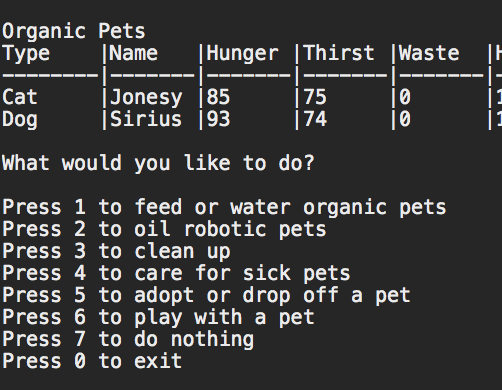 Organic Pets
Type    |Name   |Hunger |Thirst |Waste  |H
--------|-------|-------|-------|-------|-
Cat     |Jonesy |85     |75     |0      |1
Dog     |Sirius |93     |74     |0      |1
What would you like to do?
Press 1 to feed or water organic pets
Press 2 to oil robotic pets
Press 3 to clean up
Press 4 to care for sick pets
Press 5 to adopt or drop off a pet
Press 6 to play with a pet
Press 7 to do nothing
Press 0 to exit